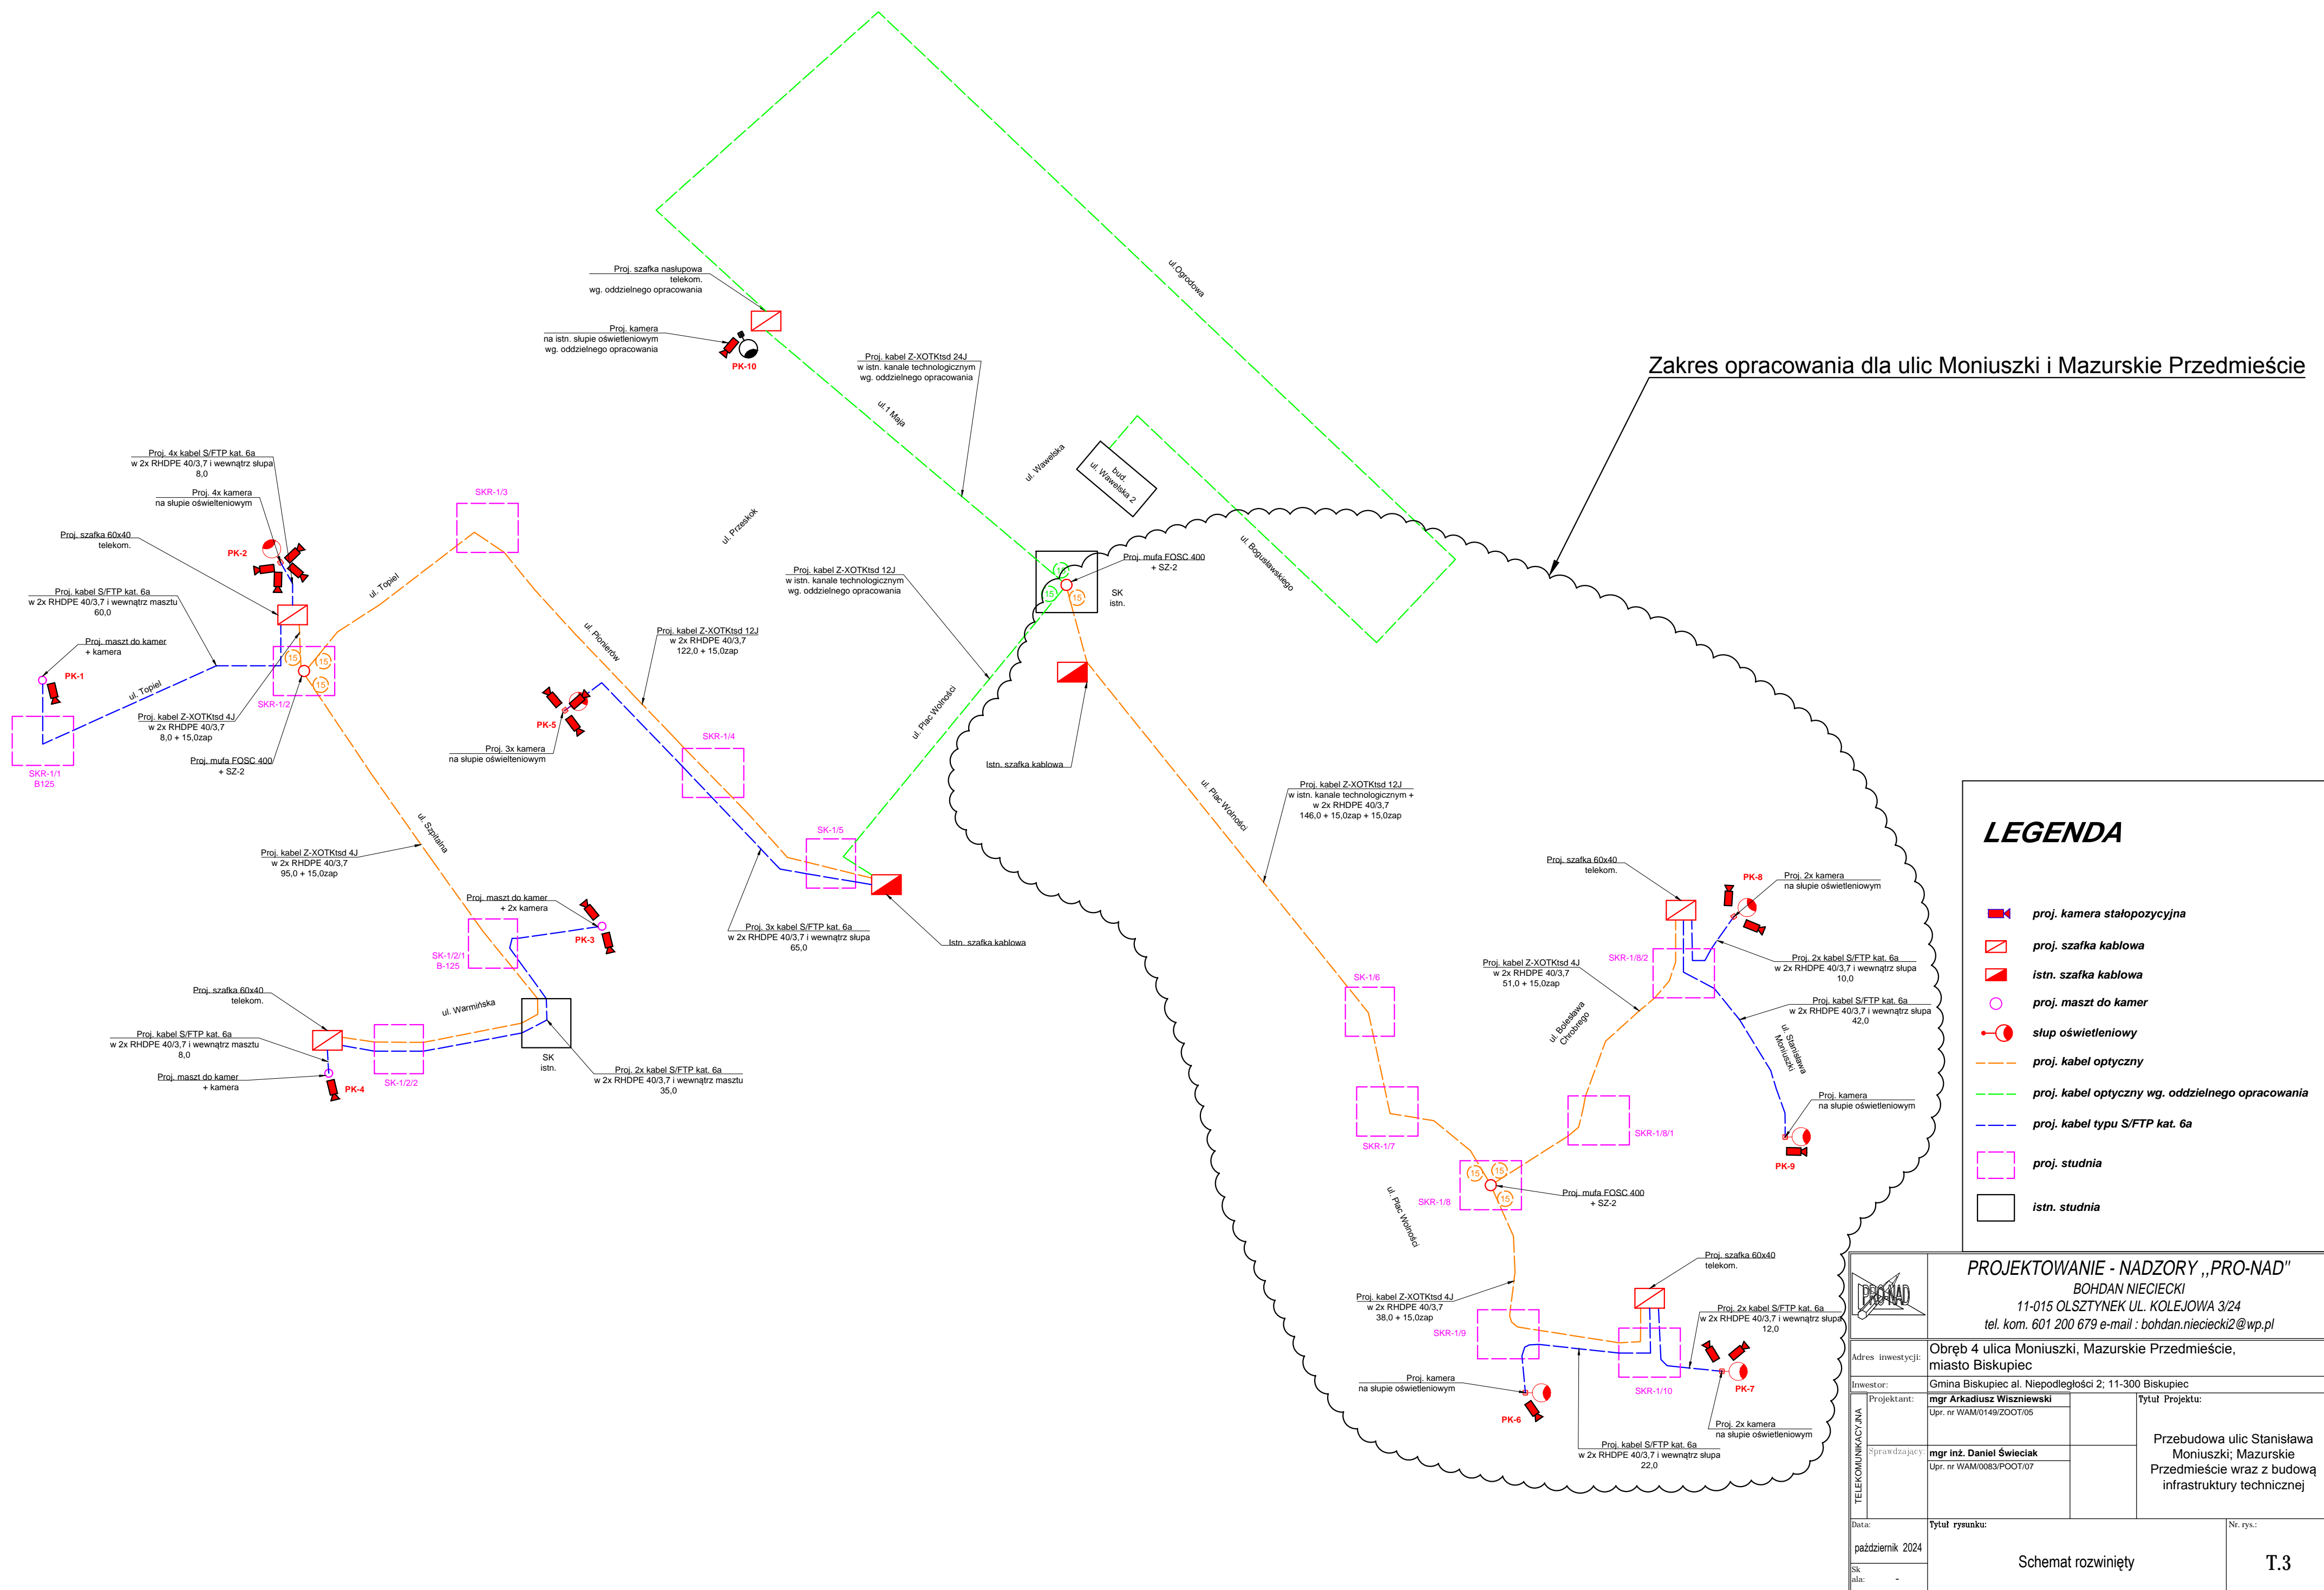 ul.Ogrodowa
Proj. szafka nasłupowa
telekom.
wg. oddzielnego opracowania
Proj. kamera
na istn. słupie oświetleniowym
wg. oddzielnego opracowania
PK-10
Proj. kabel Z-XOTKtsd 24J
w istn. kanale technologicznym
wg. oddzielnego opracowania
Zakres opracowania dla ulic Moniuszki i Mazurskie Przedmieście
ul.1 Maja
ul. Wawelska
bud.
ul. Wawelska 2
ul. Przeskok
ul. Bogusławskiego
Proj. 4x kabel S/FTP kat. 6a
w 2x RHDPE 40/3,7 i wewnątrz słupa
8,0
Proj. 4x kamera
na słupie oświelteniowym
Proj. szafka 60x40
telekom.
PK-2
SKR-1/3
ul. Topiel
Proj. kabel S/FTP kat. 6a
w 2x RHDPE 40/3,7 i wewnątrz masztu
60,0
Proj. maszt do kamer
+ kamera
PK-1
ul. Topiel
15
15
15
SKR-1/2
SKR-1/1
B125
Proj. kabel Z-XOTKtsd 4J
w 2x RHDPE 40/3,7
8,0 + 15,0zap
Proj. mufa FOSC 400
+ SZ-2
ul. Pionierów
Proj. kabel Z-XOTKtsd 12J
w 2x RHDPE 40/3,7
122,0 + 15,0zap
PK-5
Proj. 3x kamera
na słupie oświelteniowym
SKR-1/4
Proj. kabel Z-XOTKtsd 12J
w istn. kanale technologicznym
wg. oddzielnego opracowania
ul. Plac Wolności
15
15
15
Proj. mufa FOSC 400
+ SZ-2
SK
istn.
Istn. szafka kablowa
ul. Plac Wolności
Proj. kabel Z-XOTKtsd 12J
w istn. kanale technologicznym +
w 2x RHDPE 40/3,7
146,0 + 15,0zap + 15,0zap
SK-1/5
ul. Szpitalna
Proj. kabel Z-XOTKtsd 4J
w 2x RHDPE 40/3,7
95,0 + 15,0zap
Proj. maszt do kamer
+ 2x kamera
PK-3
SK-1/2/1
B-125
Proj. 3x kabel S/FTP kat. 6a
w 2x RHDPE 40/3,7 i wewnątrz słupa
65,0
Istn. szafka kablowa
Proj. szafka 60x40
telekom.
ul. Warmińska
Proj. kabel S/FTP kat. 6a
w 2x RHDPE 40/3,7 i wewnątrz masztu
8,0
Proj. maszt do kamer
+ kamera
PK-4
SK-1/2/2
SK
istn.
Proj. 2x kabel S/FTP kat. 6a
w 2x RHDPE 40/3,7 i wewnątrz masztu
35,0
Proj. szafka 60x40
telekom.
PK-8
Proj. 2x kamera
na słupie oświetleniowym
SKR-1/8/2
Proj. kabel Z-XOTKtsd 4J
w 2x RHDPE 40/3,7
51,0 + 15,0zap
Proj. 2x kabel S/FTP kat. 6a
w 2x RHDPE 40/3,7 i wewnątrz słupa
10,0
Proj. kabel S/FTP kat. 6a
w 2x RHDPE 40/3,7 i wewnątrz słupa
42,0
ul. Bolesława
Chrobrego
ul. Stanisława
Moniuszki
SK-1/6
SKR-1/7
SKR-1/8/1
Proj. kamera
na słupie oświetleniowym
PK-9
15
15
15
SKR-1/8
Proj. mufa FOSC 400
+ SZ-2
ul. Plac Wolności
Proj. szafka 60x40
telekom.
Proj. kabel Z-XOTKtsd 4J
w 2x RHDPE 40/3,7
38,0 + 15,0zap
SKR-1/9
Proj. 2x kabel S/FTP kat. 6a
w 2x RHDPE 40/3,7 i wewnątrz słupa
12,0
Proj. kamera
na słupie oświetleniowym
PK-6
SKR-1/10
PK-7
Proj. 2x kamera
na słupie oświetleniowym
Proj. kabel S/FTP kat. 6a
w 2x RHDPE 40/3,7 i wewnątrz słupa
22,0
LEGENDA
proj. kamera stałopozycyjna
proj. szafka kablowa
istn. szafka kablowa
proj. maszt do kamer
słup oświetleniowy
proj. kabel optyczny
proj. kabel optyczny wg. oddzielnego opracowania
proj. kabel typu S/FTP kat. 6a
proj. studnia
istn. studnia
PRO-NAD
PROJEKTOWANIE - NADZORY ,,PRO-NAD"
BOHDAN NIECIECKI
11-015 OLSZTYNEK UL. KOLEJOWA 3/24
tel. kom. 601 200 679 e-mail : bohdan.nieciecki2@wp.pl
Adres inwestycji:
Obręb 4 ulica Moniuszki, Mazurskie Przedmieście,
miasto Biskupiec
Inwestor:
Gmina Biskupiec al. Niepodległości 2; 11-300 Biskupiec
TELEKOMUNIKACYJNA
Projektant:
mgr Arkadiusz Wiszniewski
Upr. nr WAM/0149/ZOOT/05
Sprawdzający:
mgr inż. Daniel Świeciak
Upr. nr WAM/0083/POOT/07
Tytuł Projektu:
Przebudowa ulic Stanisława
Moniuszki; Mazurskie
Przedmieście wraz z budową
infrastruktury technicznej
Data:
październik 2024
Sk
ala:
-
Tytuł rysunku:
Schemat rozwinięty
Nr. rys.:
T.3